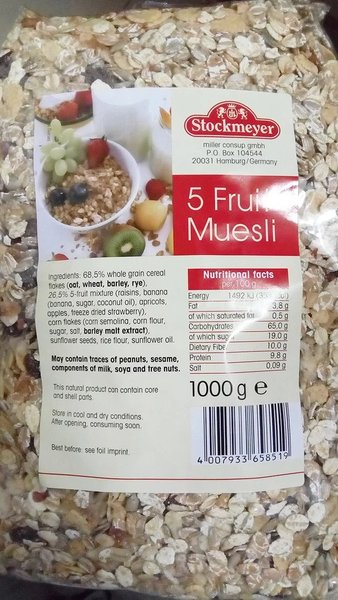 Stockmeyer
miller consup gmbh
P.O. Box 104544
20031 Hamburg/Germany
5 Fruit
Muesli
Ingredients: 68.5% whole grain cereal
flakes (oat, wheat, barley, rye),
26.5% 5-fruit mixture (raisins, banana
(banana, sugar, coconut oil), apricots,
apples, freeze dried strawberry),
corn flakes (corn semolina, corn flour,
sugar, salt, barley malt extract),
sunflower seeds, rice flour, sunflower oil.
May contain traces of peanuts, sesame,
components of milk, soya and tree nuts.
This natural product can contain core
and shell parts.
Store in cool and dry conditions.
After opening, consuming soon.
Best before: see foil imprint.
Nutritional facts
per 100 g
Energy 1492 kJ
Fat 3.8 g
of which saturated 0.5 g
Carbohydrates 65.0 g
of which 19.0 g
Dietary 10.0 g
Protein 9.8 g
Salt 0.09 g
1000 g e
4 007933 658519